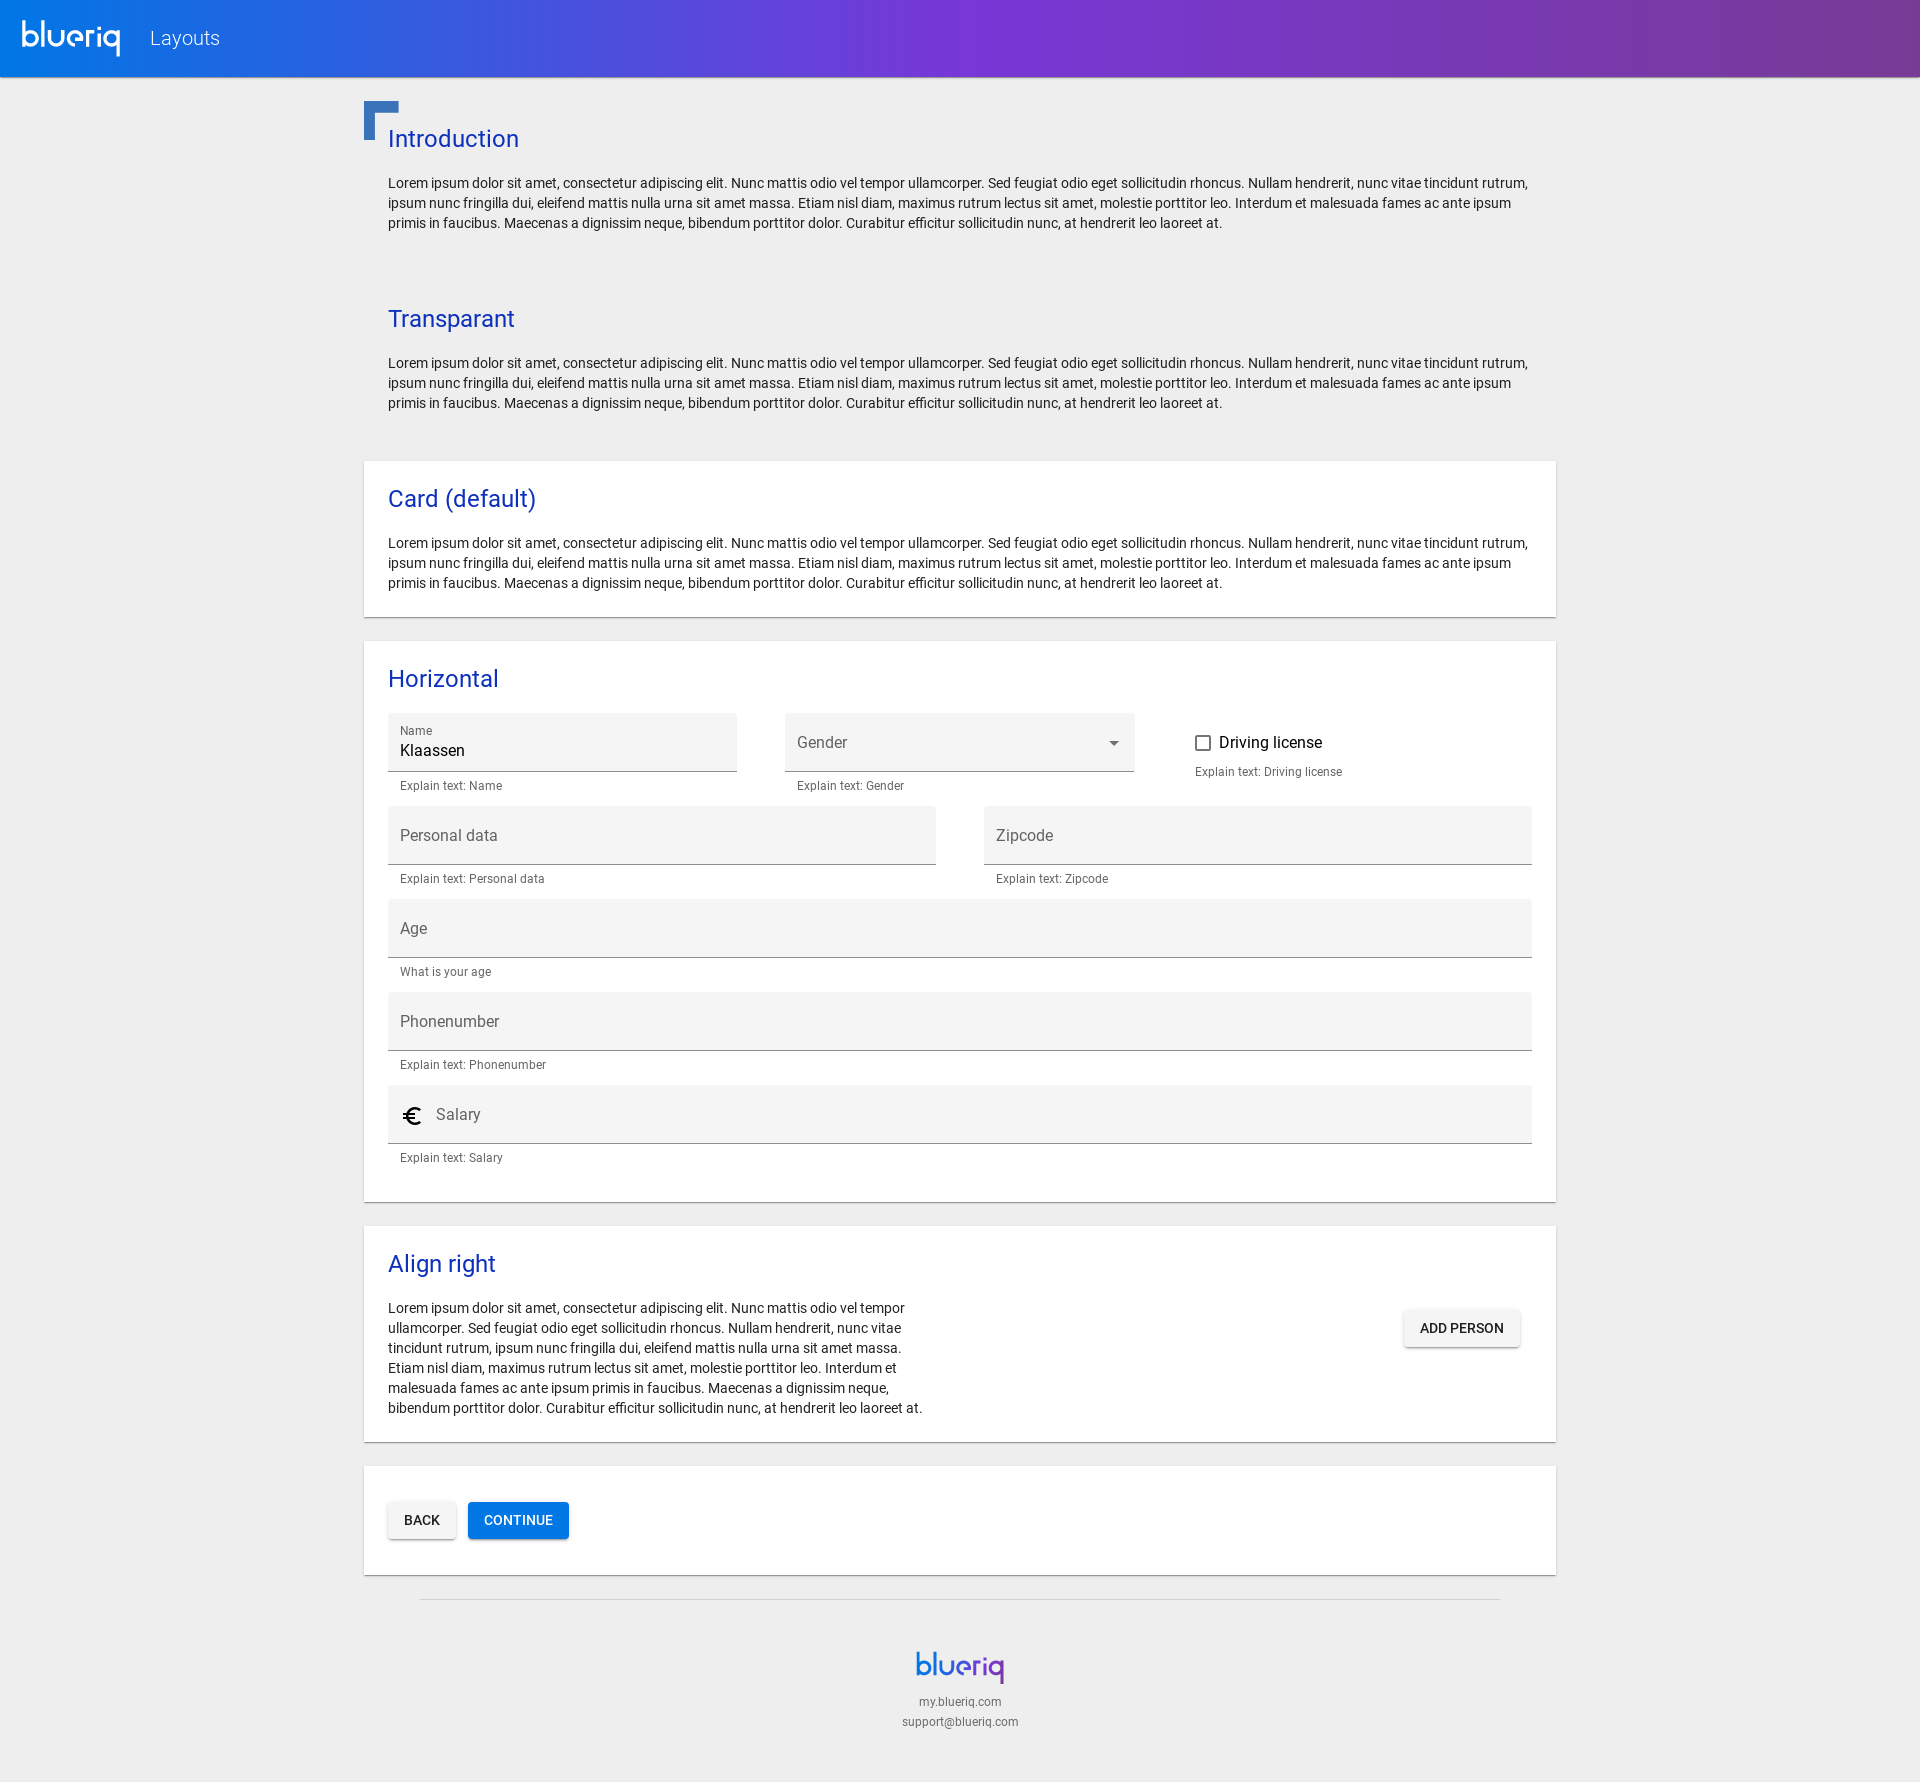 blueriq Layouts
Introduction
Lorem ipsum dolor sit amet, consectetur adipiscing elit. Nunc mattis odio vel tempor ullamcorper. Sed feugiat odio eget sollicitudin rhoncus. Nullam hendrerit, nunc vitae tincidunt rutrum,
ipsum nunc fringilla dui, eleifend mattis nulla urna sit amet massa. Etiam nisl diam, maximus rutrum lectus sit amet, molestie porttitor leo. Interdum et malesuada fames ac ante ipsum
primis in faucibus. Maecenas a dignissim neque, bibendum porttitor dolor. Curabitur efficitur sollicitudin nunc, at hendrerit leo laoreet at.
Transparant
Lorem ipsum dolor sit amet, consectetur adipiscing elit. Nunc mattis odio vel tempor ullamcorper. Sed feugiat odio eget sollicitudin rhoncus. Nullam hendrerit, nunc vitae tincidunt rutrum,
ipsum nunc fringilla dui, eleifend mattis nulla urna sit amet massa. Etiam nisl diam, maximus rutrum lectus sit amet, molestie porttitor leo. Interdum et malesuada fames ac ante ipsum
primis in faucibus. Maecenas a dignissim neque, bibendum porttitor dolor. Curabitur efficitur sollicitudin nunc, at hendrerit leo laoreet at.
Card (default)
Lorem ipsum dolor sit amet, consectetur adipiscing elit. Nunc mattis odio vel tempor ullamcorper. Sed feugiat odio eget sollicitudin rhoncus. Nullam hendrerit, nunc vitae tincidunt rutrum,
ipsum nunc fringilla dui, eleifend mattis nulla urna sit amet massa. Etiam nisl diam, maximus rutrum lectus sit amet, molestie porttitor leo. Interdum et malesuada fames ac ante ipsum
primis in faucibus. Maecenas a dignissim neque, bibendum porttitor dolor. Curabitur efficitur sollicitudin nunc, at hendrerit leo laoreet at.
Horizontal
Name
Klaassen
Explain text: Name
Gender
Explain text: Gender
Driving license
Explain text: Driving license
Personal data
Explain text: Personal data
Zipcode
Explain text: Zipcode
Age
What is your age
Phonenumber
Explain text: Phonenumber
€ Salary
Explain text: Salary
Align right
Lorem ipsum dolor sit amet, consectetur adipiscing elit. Nunc mattis odio vel tempor
ullamcorper. Sed feugiat odio eget sollicitudin rhoncus. Nullam hendrerit, nunc vitae
tincidunt rutrum, ipsum nunc fringilla dui, eleifend mattis nulla urna sit amet massa.
Etiam nisl diam, maximus rutrum lectus sit amet, molestie porttitor leo. Interdum et
malesuada fames ac ante ipsum primis in faucibus. Maecenas a dignissim neque,
bibendum porttitor dolor. Curabitur efficitur sollicitudin nunc, at hendrerit leo laoreet at.
ADD PERSON
BACK CONTINUE
blueriq
my.blueriq.com
support@blueriq.com